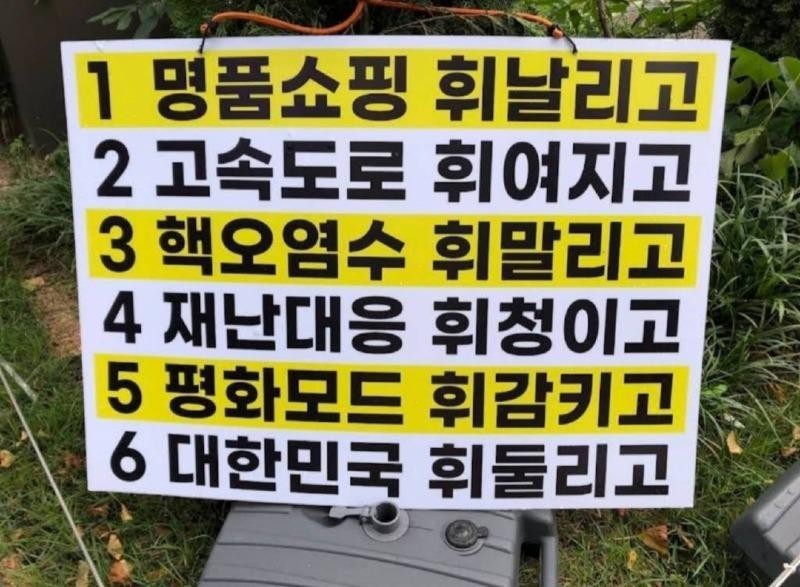 1 명품쇼핑 휘날리고
2 고속도로 휘여지고
3 핵오염수 휘말리고
4 재난대응 휘청이고
5 평화모드 휘감키고
6 대한민국 휘둘리고